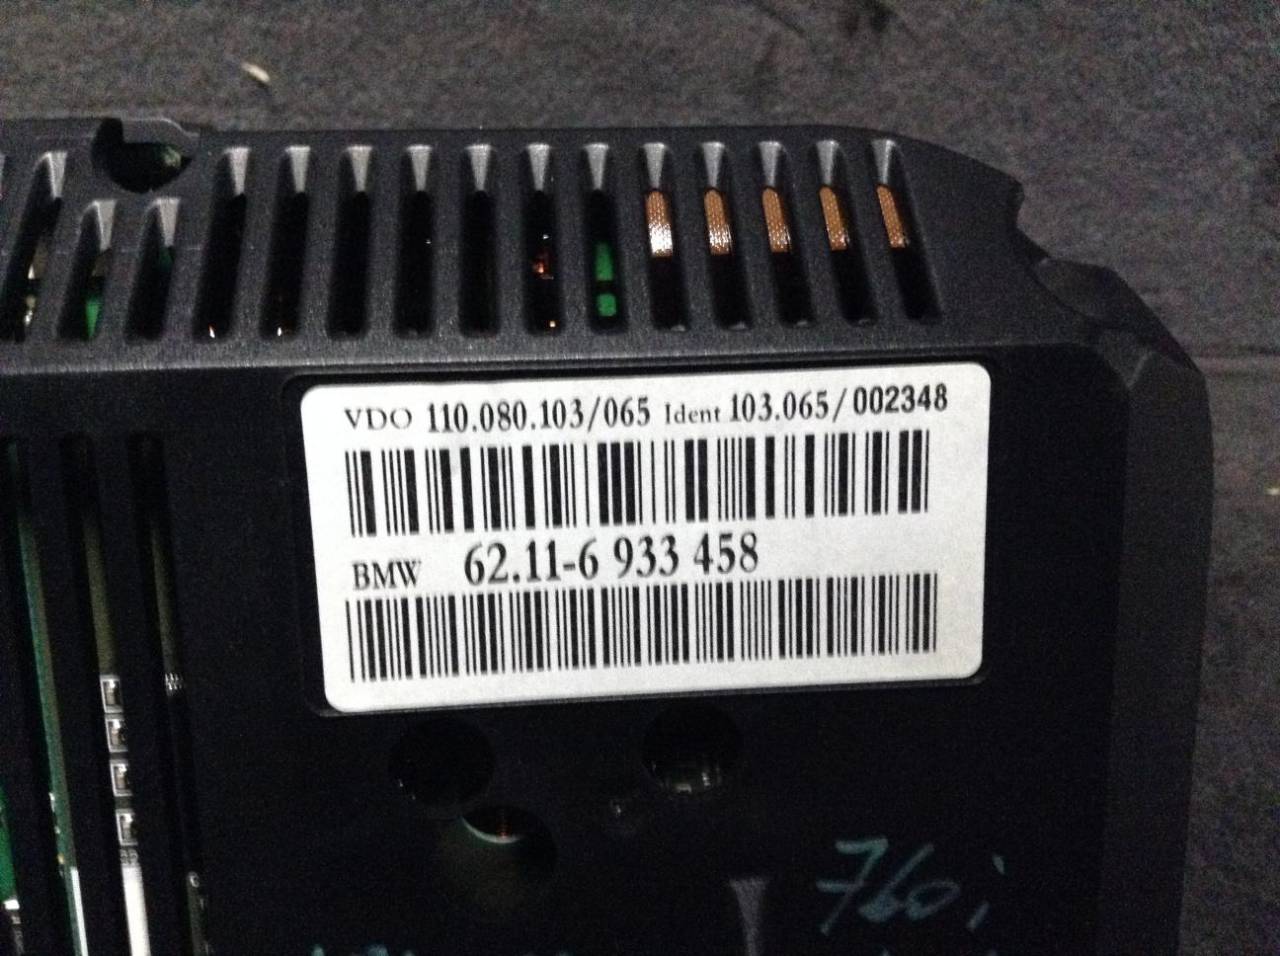 VDO 110.080.103/065 Ident 103.065/002348
BMW 62.11-6 933 458
760i